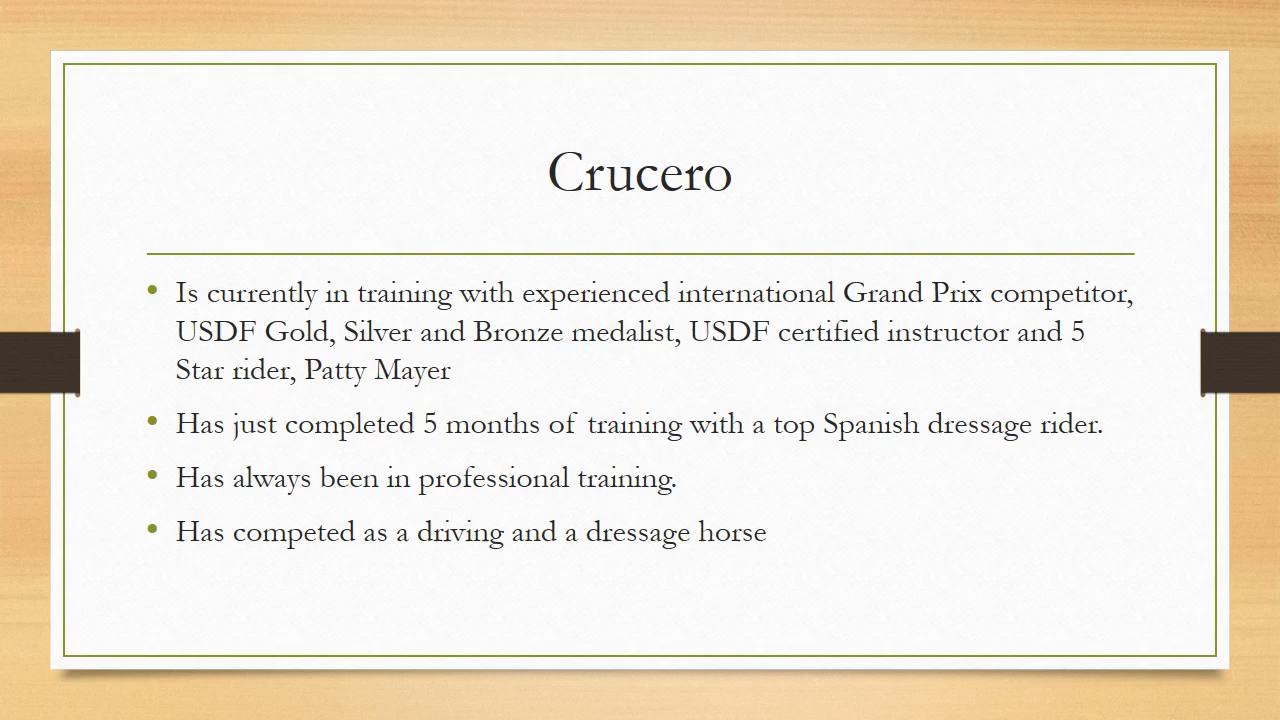 Crucero
• Is currently in training with experienced international Grand Prix competitor,
USDF Gold, Silver and Bronze medalist, USDF certified instructor and 5
Star rider, Patty Mayer
• Has just completed 5 months of training with a top Spanish dressage rider.
• Has always been in professional training.
• Has competed as a driving and a dressage horse